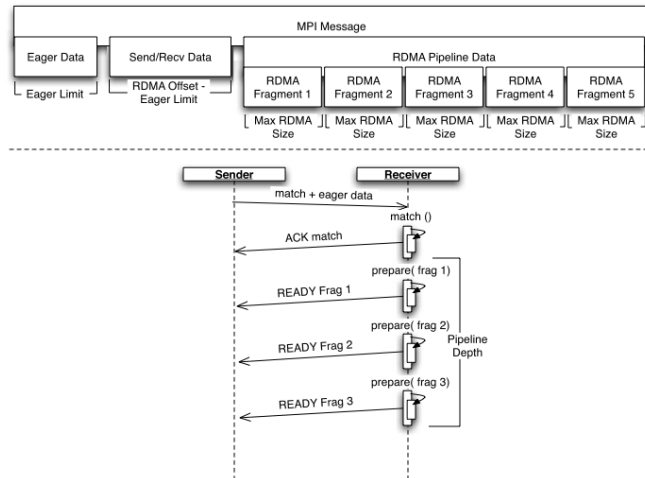 MPI Message
Eager Data
Send/Recv Data
RDMA Pipeline Data
RDMA
Fragment 1
RDMA
Fragment 2
RDMA
Fragment 3
RDMA
Fragment 4
RDMA
Fragment 5
Eager Limit
RDMA Offset -
Eager Limit
Max RDMA
Size
Max RDMA
Size
Max RDMA
Size
Max RDMA
Size
Max RDMA
Size
Sender
Receiver
match + eager data
match ()
ACK match
prepare( frag 1)
READY Frag 1
prepare( frag 2)
Pipeline
Depth
READY Frag 2
prepare( frag 3)
READY Frag 3